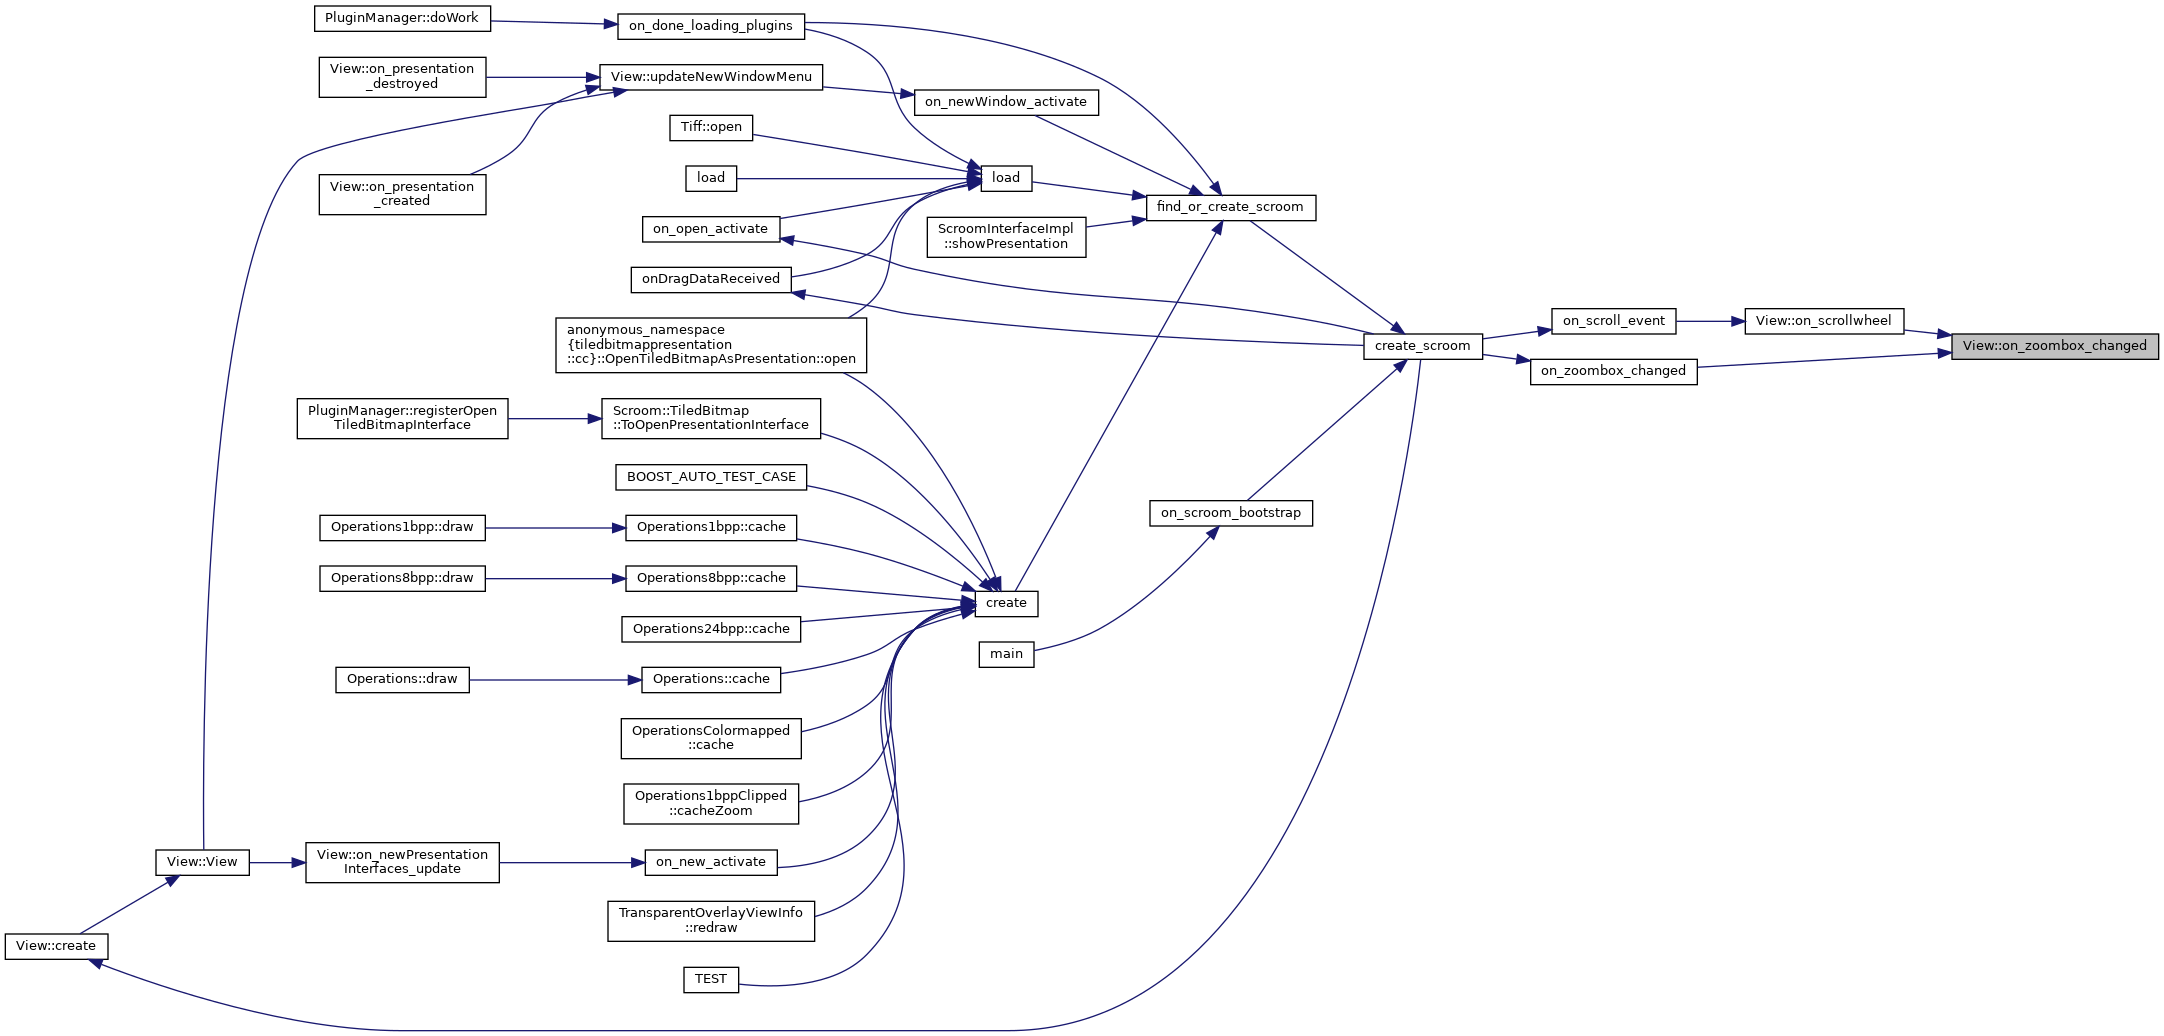 PluginManager::doWork
on_done_loading_plugins
View::on_presentation
_destroyed
View::updateNewWindowMenu
on_newWindow_activate
Tiff::open
View::on_presentation
_created
load
load
find_or_create_scroom
on_open_activate
ScroomInterfaceImpl
::showPresentation
onDragDataReceived
anonymous_namespace
{tiledbitmappresentation
::cc}::OpenTiledBitmapAsPresentation::open
create_scroom
on_scroll_event
View::on_scrollwheel
View::on_zoombox_changed
on_zoombox_changed
PluginManager::registerOpen
TiledBitmapInterface
Scroom::TiledBitmap
::ToOpenPresentationInterface
BOOST_AUTO_TEST_CASE
on_scroom_bootstrap
Operations1bpp::draw
Operations1bpp::cache
Operations8bpp::draw
Operations8bpp::cache
create
Operations24bpp::cache
main
Operations::draw
Operations::cache
OperationsColormapped
::cache
Operations1bppClipped
::cacheZoom
View::View
View::on_newPresentation
Interfaces_update
on_new_activate
TransparentOverlayViewInfo
::redraw
View::create
TEST